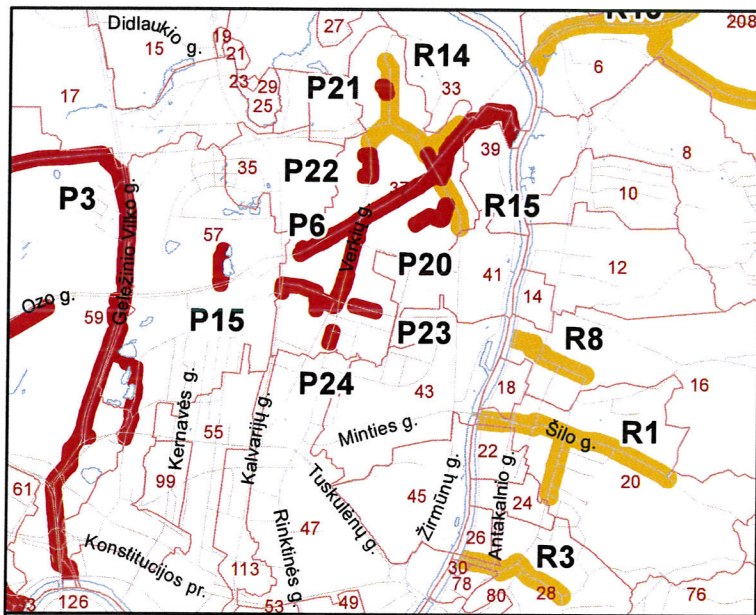 Didlaukio g.
15
19
21
23
29
25
27
R14
208
6
17
P21
33
8
35
P22
39
10
P3
37
P6
R15
57
Geležinio Vilko g.
Verkių g.
P20
41
12
Ozo g.
59
P15
14
P23
R8
P24
18
16
43
Kernavės g.
55
Kalvarijų g.
Minties g.
Šilo g.
R1
22
20
61
99
Tuskulėnų g.
45
Žirmūnų g.
Antakalnio g.
24
47
Rinktinės g.
26
Konstitucijos pr.
113
30
R3
78
28
126
53
49
80
76